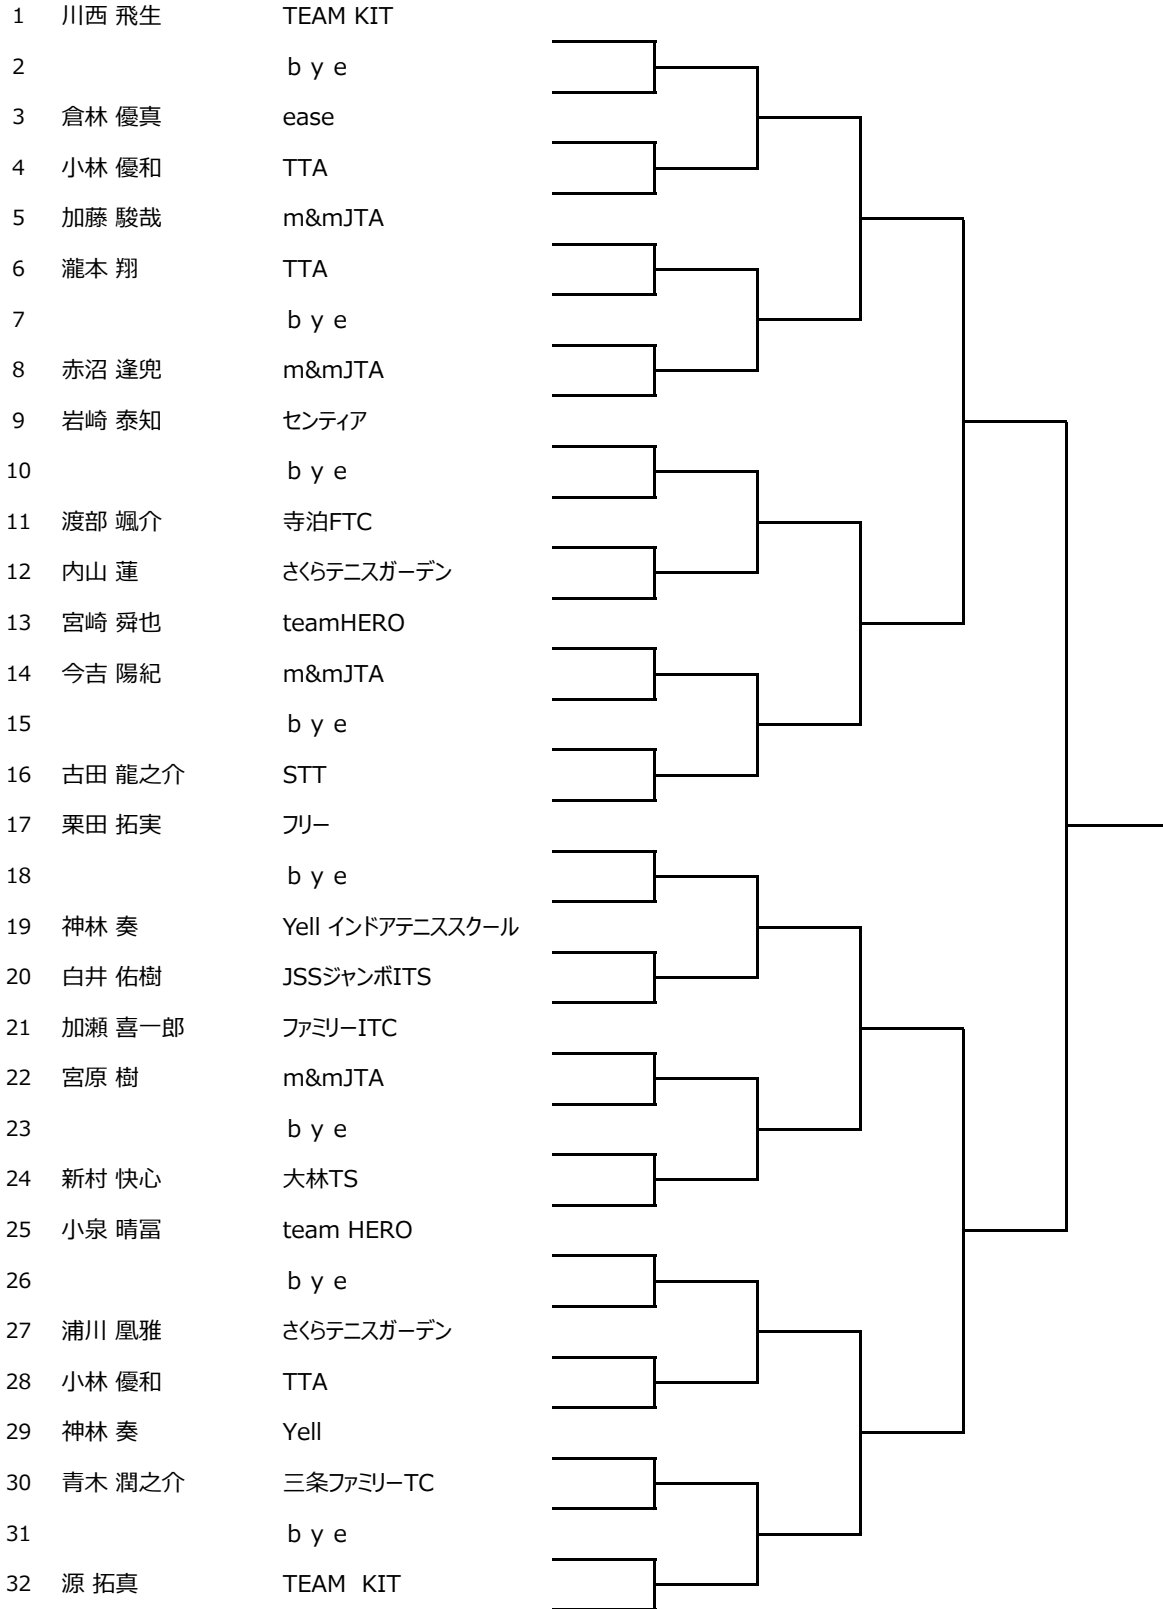 1 川西 飛生 TEAM KIT
2 ｂｙｅ
3 倉林 優真 ease
4 小林 優和 TTA
5 加藤 駿哉 m&mJTA
6 瀧本 翔 TTA
7 ｂｙｅ
8 赤沼 逢兜 m&mJTA
9 岩崎 泰知 センティア
10 ｂｙｅ
11 渡部 颯介 寺泊FTC
12 内山 蓮 さくらテニスガーデン
13 宮崎 舜也 teamHERO
14 今吉 陽紀 m&mJTA
15 ｂｙｅ
16 古田 龍之介 STT
17 栗田 拓実 フリー
18 ｂｙｅ
19 神林 奏 Yell インドアテニススクール
20 白井 佑樹 JSSジャンボITS
21 加瀬 喜一郎 ファミリーITC
22 宮原 樹 m&mJTA
23 ｂｙｅ
24 新村 快心 大林TS
25 小泉 晴冨 team HERO
26 ｂｙｅ
27 浦川 凰雅 さくらテニスガーデン
28 小林 優和 TTA
29 神林 奏 Yell
30 青木 潤之介 三条ファミリーTC
31 ｂｙｅ
32 源 拓真 TEAM KIT